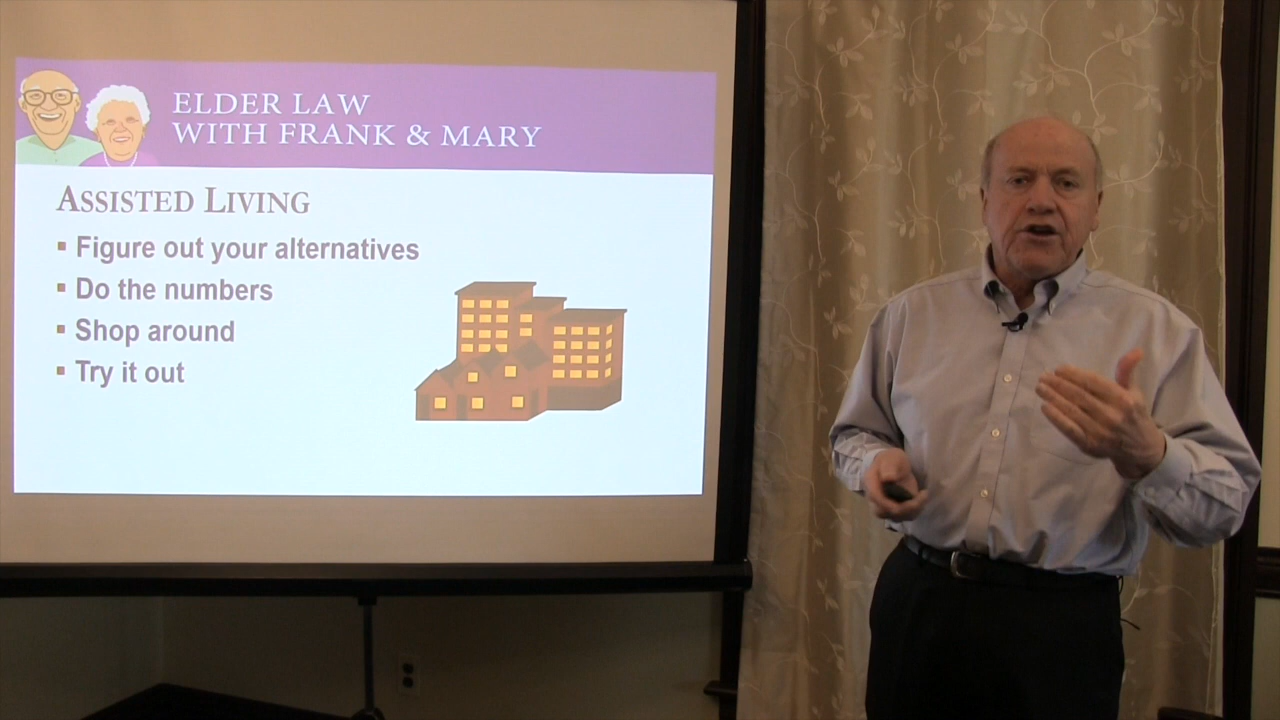 ELDER LAW
WITH FRANK & MARY
ASSISTED LIVING
▪ Figure out your alternatives
▪ Do the numbers
▪ Shop around
▪ Try it out